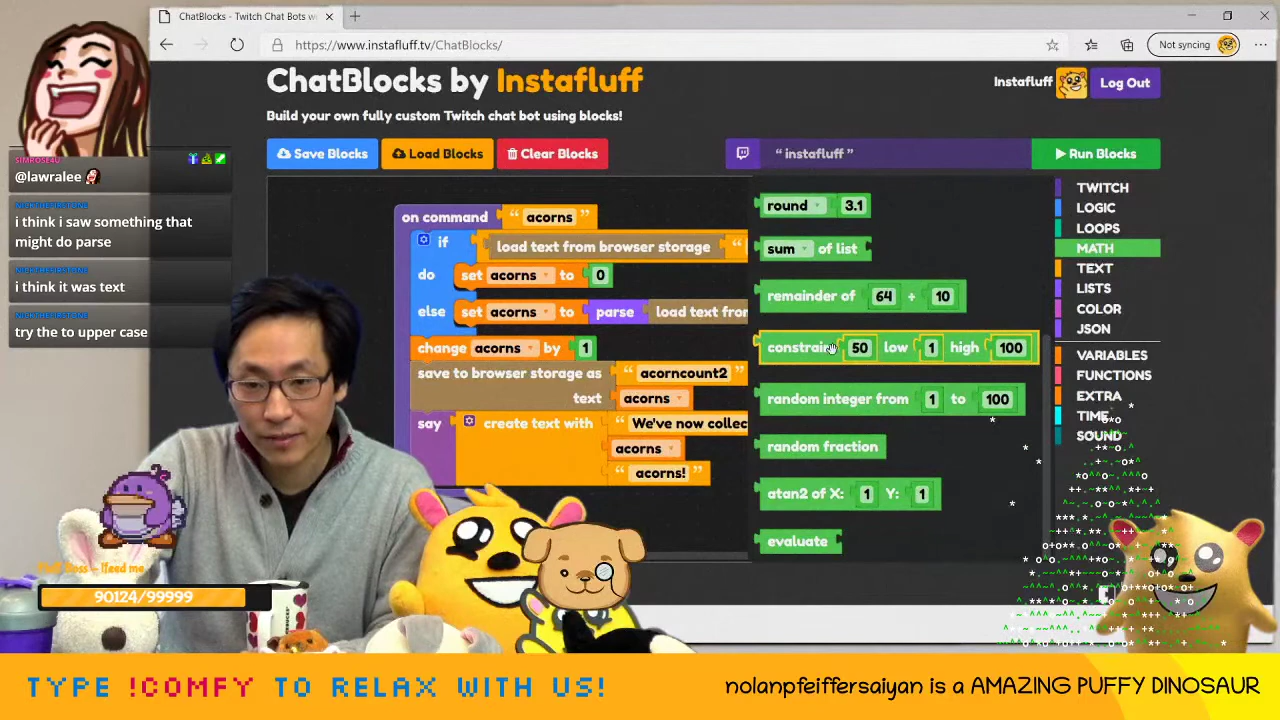 ChatBlocks - Twitch Chat Bots w
https://www.instafluff.tv/ChatBlocks/
Not syncing
ChatBlocks by Instafluff
Instafluff
Log Out
Build your own fully custom Twitch chat bot using blocks!
Save Blocks
Load Blocks
Clear Blocks
“ instafluff ”
Run Blocks
SIMROSE4U
@lawralee
NICKTHEFIRSTONE
i think i saw something that
might do parse
NICKTHEFIRSTONE
i think it was text
NICKTHEFIRSTONE
try the to upper case
on command “ acorns ”
if load text from browser storage “
do set acorns to 0
else set acorns to parse load text from
change acorns by 1
save to browser storage as “ acorncount2 ”
text acorns
say create text with “ We've now collec
acorns
“ acorns! ”
round 3.1
sum of list
remainder of 64 ÷ 10
constrain 50 low 1 high 100
random integer from 1 to 100
random fraction
atan2 of X: 1 Y: 1
evaluate
TWITCH
LOGIC
LOOPS
MATH
TEXT
LISTS
COLOR
JSON
VARIABLES
FUNCTIONS
EXTRA
TIME
SOUND
90124/99999
TYPE !COMFY TO RELAX WITH US!
nolanpfeiffersaiyan is a AMAZING PUFFY DINOSAUR